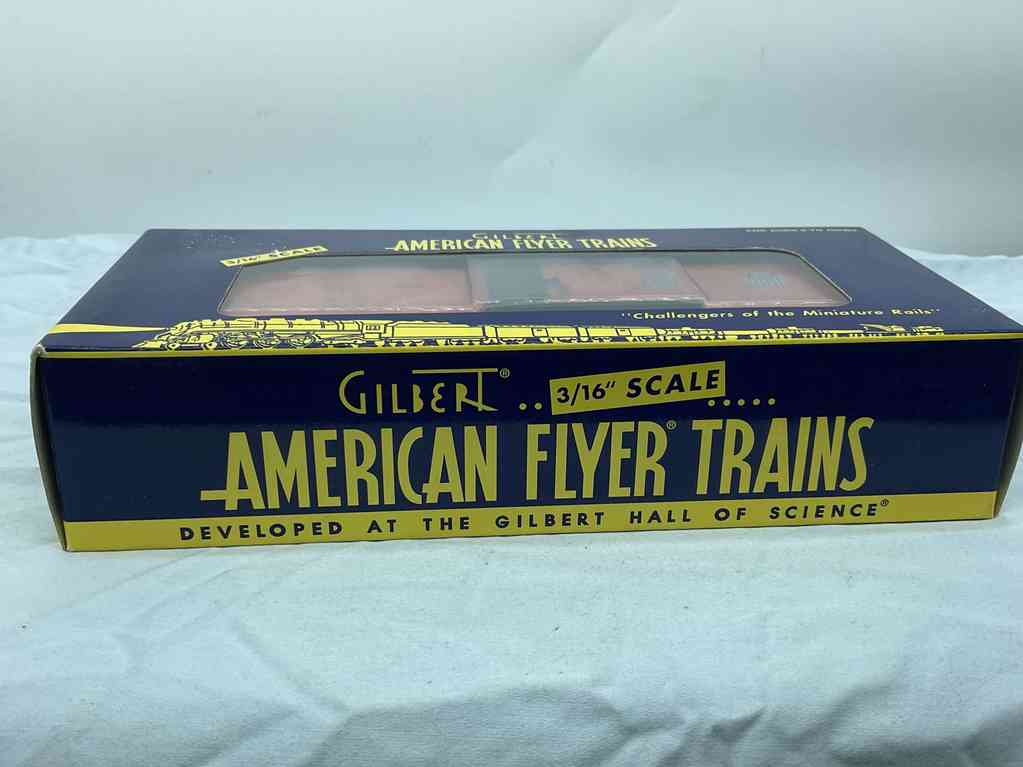 GILBERT
AMERICAN FLYER TRAINS
3/16" SCALE
"Challengers of the Miniature Rails"
GILBERT® .. 3/16" SCALE .....
AMERICAN FLYER® TRAINS
DEVELOPED AT THE GILBERT HALL OF SCIENCE®